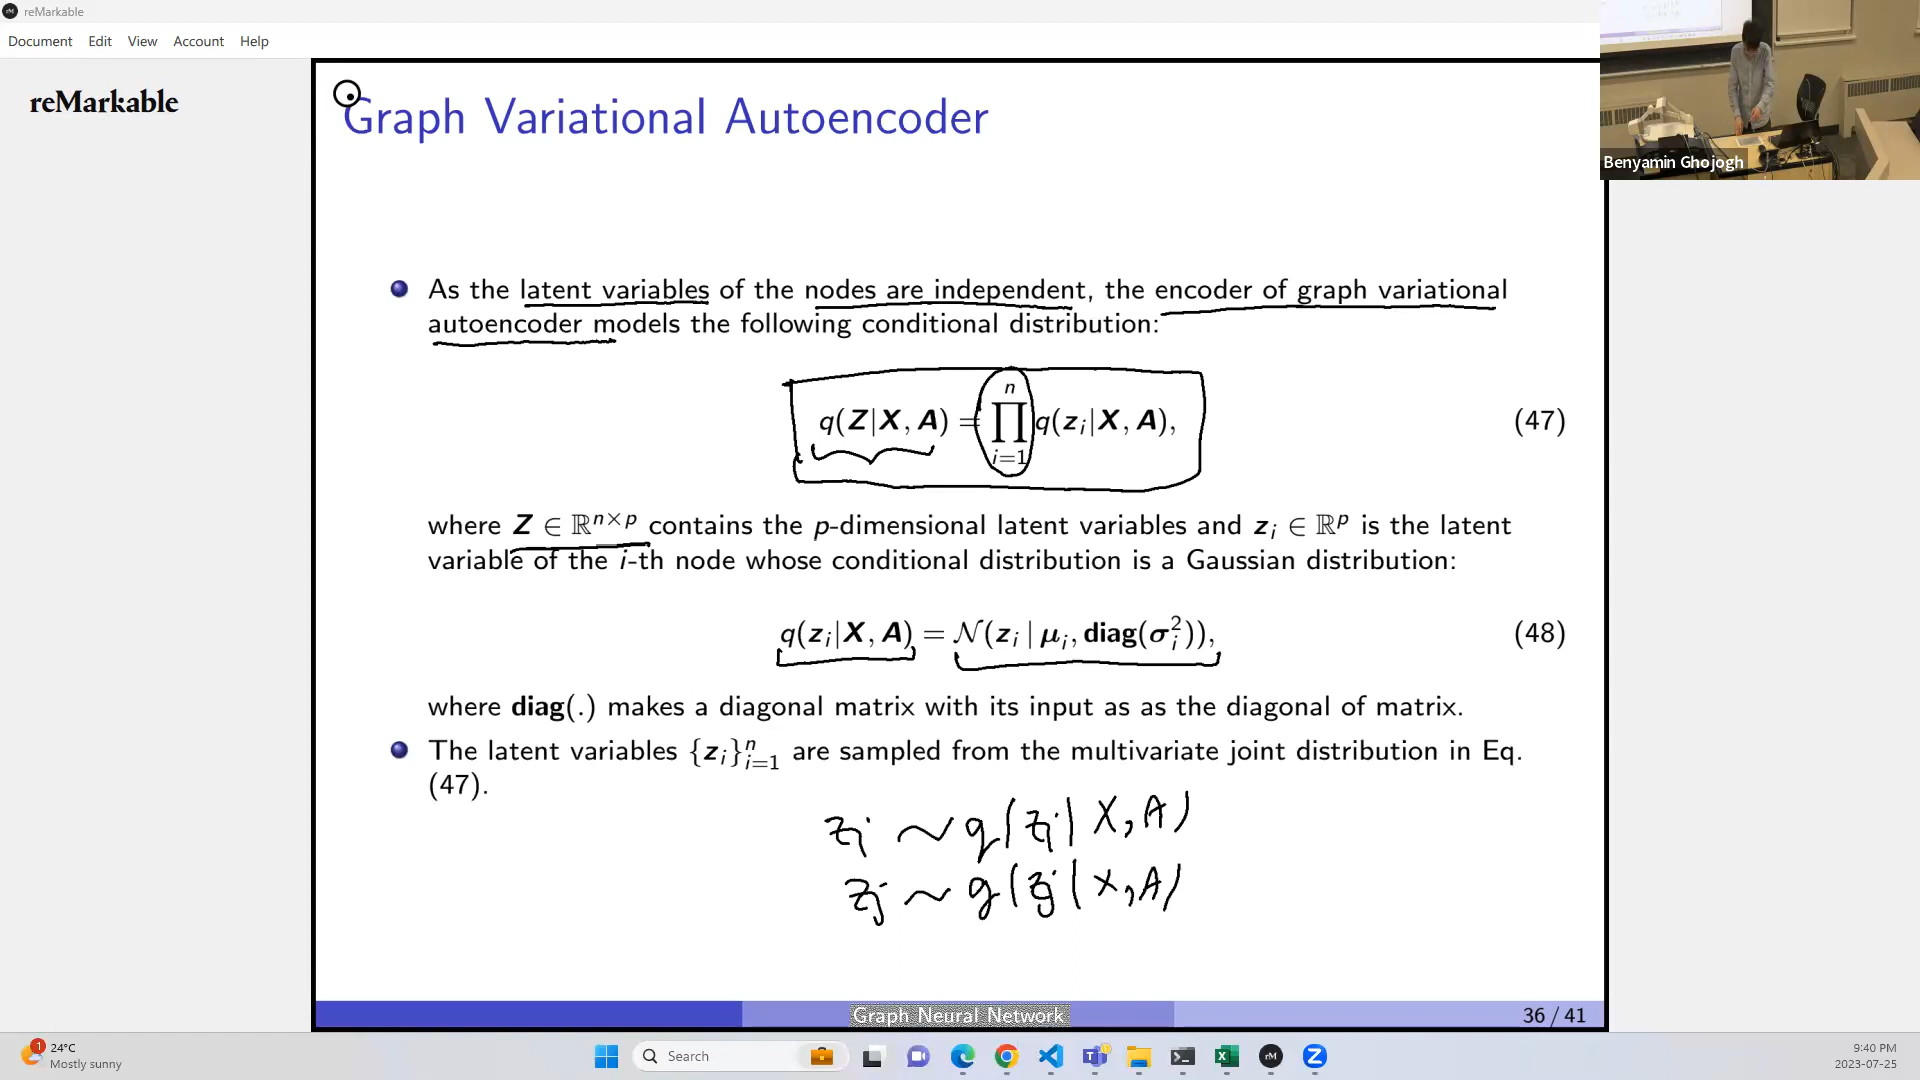 reMarkable
Document Edit View Account Help
reMarkable
Graph Variational Autoencoder
As the latent variables of the nodes are independent, the encoder of graph variational
autoencoder models the following conditional distribution:
q(Z|X, A) = ∏_{i=1}^{n} q(z_i|X, A), (47)
where Z ∈ ℝ^{n×p} contains the p-dimensional latent variables and z_i ∈ ℝ^p is the latent
variable of the i-th node whose conditional distribution is a Gaussian distribution:
q(z_i|X, A) = 𝒩(z_i | μ_i, diag(σ_i^2)), (48)
where diag(.) makes a diagonal matrix with its input as as the diagonal of matrix.
The latent variables {z_i}_{i=1}^n are sampled from the multivariate joint distribution in Eq.
(47).
z_i ~ q(z_i | X, A)
z_j ~ q(z_j | X, A)
Graph Neural Network
36 / 41
Benyamin Ghojogh
1
24°C
Mostly sunny
Search
9:40 PM
2023-07-25